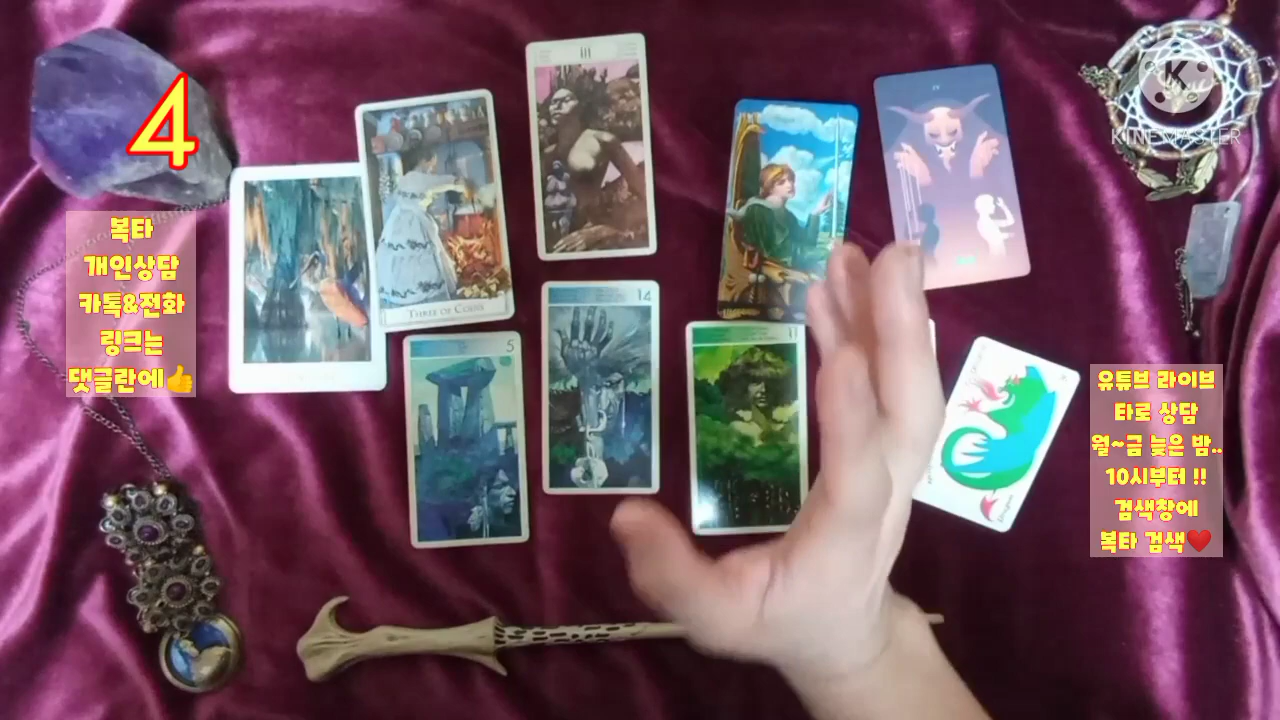 4
복타
개인상담
카톡&전화
링크는
댓글란에👍
THREE OF COINS
5
III
14
KINEMASTER
유튜브 라이브
타로 상담
월~금 늦은 밤..
10시부터 !!
검색창에
복타 검색❤️